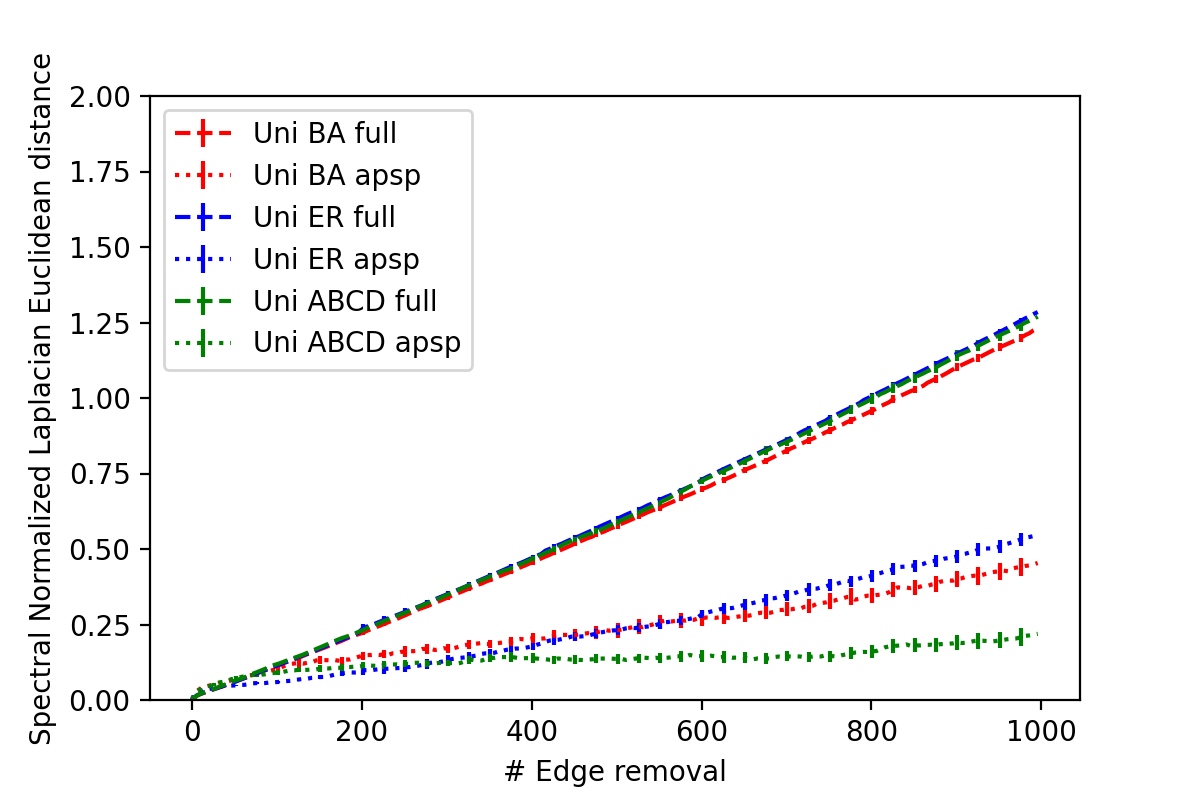 Spectral Normalized Laplacian Euclidean distance
2.00
1.75
1.50
1.25
1.00
0.75
0.50
0.25
0.00
Uni BA full
Uni BA apsp
Uni ER full
Uni ER apsp
Uni ABCD full
Uni ABCD apsp
0 200 400 600 800 1000
# Edge removal